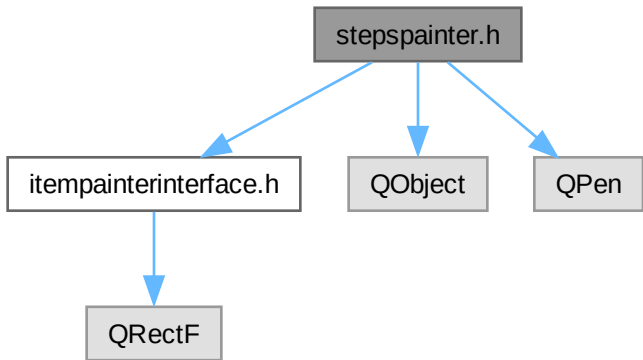 stepspainter.h
itempainterinterface.h
QObject
QPen
QRectF